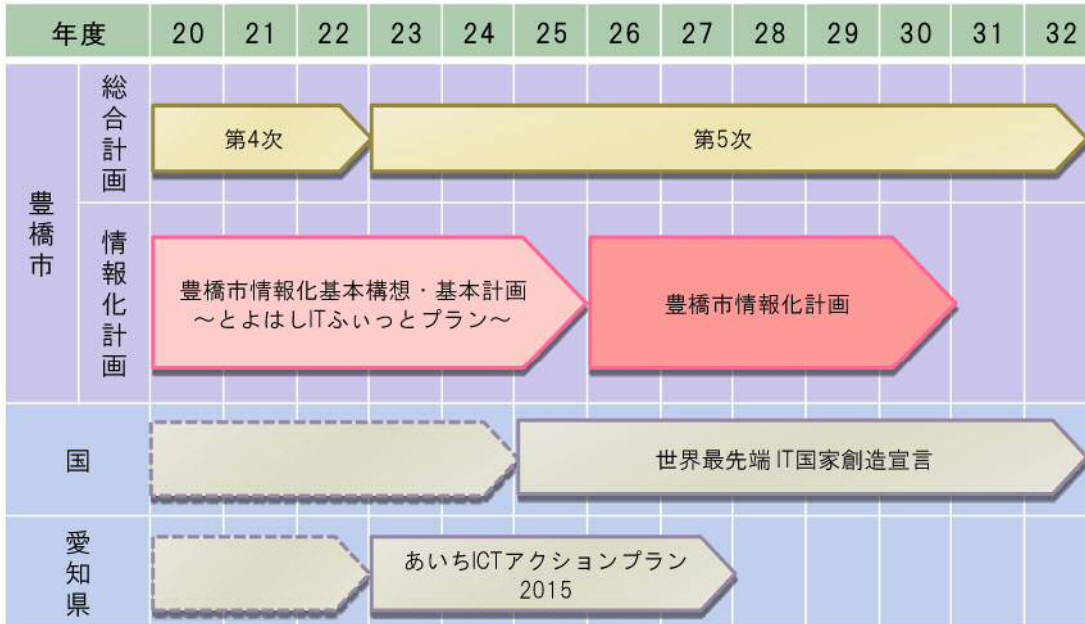 年度 20 21 22 23 24 25 26 27 28 29 30 31 32
豊橋市
総合計画
第4次
第5次
情報化計画
豊橋市情報化基本構想・基本計画
～とよはしITふぃっとプラン～
豊橋市情報化計画
国
世界最先端 IT国家創造宣言
愛知県
あいちICTアクションプラン
2015